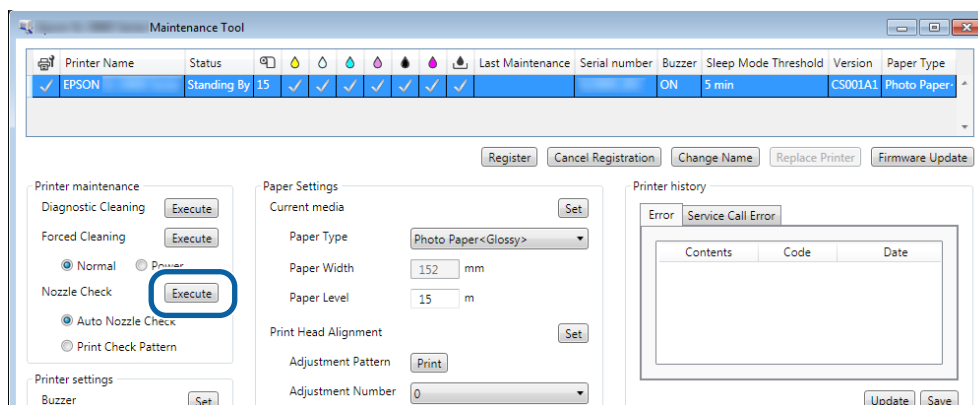 Maintenance Tool
Printer Name Status Last Maintenance Serial number Buzzer Sleep Mode Threshold Version Paper Type
EPSON Standing By 15 ON 5 min CS001A1 Photo Paper
Register Cancel Registration Change Name Replace Printer Firmware Update
Printer maintenance
Diagnostic Cleaning Execute
Forced Cleaning Execute
Normal Power
Nozzle Check Execute
Auto Nozzle Check
Print Check Pattern
Printer settings
Buzzer Set
Paper Settings
Current media Set
Paper Type Photo Paper<Glossy>
Paper Width 152 mm
Paper Level 15 m
Print Head Alignment Set
Adjustment Pattern Print
Adjustment Number 0
Printer history
Error Service Call Error
Contents Code Date
Update Save